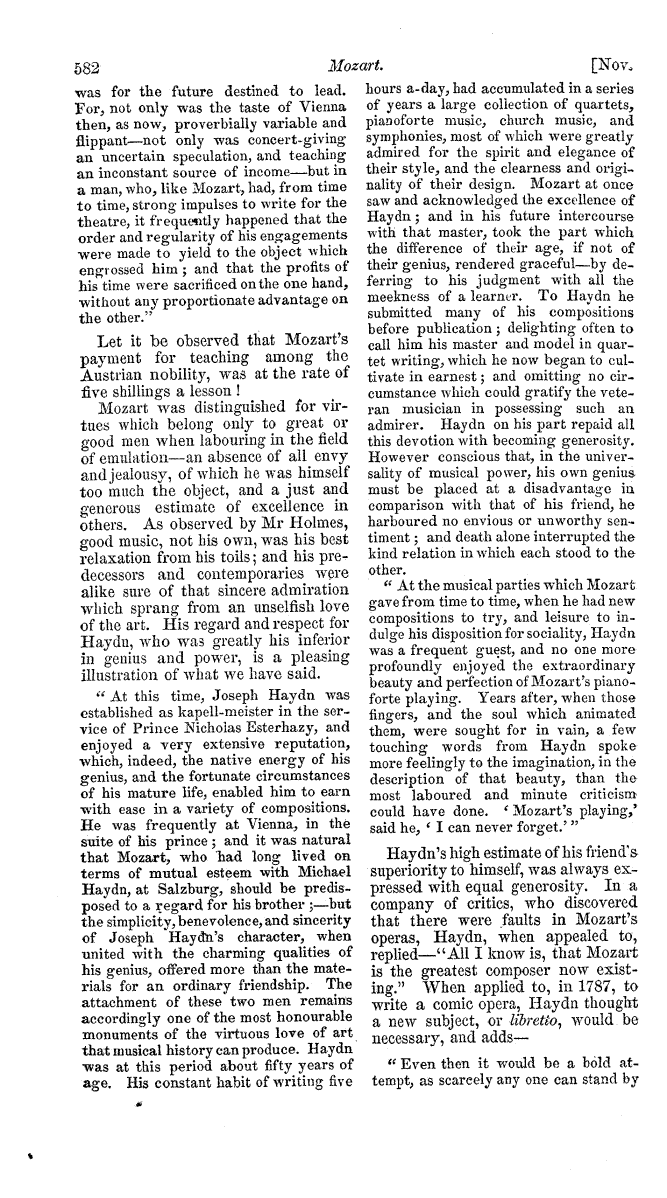 582
Mozart.
[Nov.
was for the future destined to lead.
For, not only was the taste of Vienna
then, as now, proverbially variable and
flippant—not only was concert-giving
an uncertain speculation, and teaching
an inconstant source of income—but in
a man, who, like Mozart, had, from time
to time, strong impulses to write for the
theatre, it frequently happened that the
order and regularity of his engagements
were made to yield to the object which
engrossed him; and that the profits of
his time were sacrificed on the one hand,
without any proportionate advantage on
the other."
Let it be observed that Mozart's
payment for teaching among the
Austrian nobility, was at the rate of
five shillings a lesson!
Mozart was distinguished for vir-
tues which belong only to great or
good men when labouring in the field
of emulation—an absence of all envy
and jealousy, of which he was himself
too much the object, and a just and
generous estimate of excellence in
others. As observed by Mr Holmes,
good music, not his own, was his best
relaxation from his toils; and his pre-
decessors and contemporaries were
alike sure of that sincere admiration
which sprang from an unselfish love
of the art. His regard and respect for
Haydn, who was greatly his inferior
in genius and power, is a pleasing
illustration of what we have said.
"At this time, Joseph Haydn was
established as kapell-meister in the ser-
vice of Prince Nicholas Esterhazy, and
enjoyed a very extensive reputation,
which, indeed, the native energy of his
genius, and the fortunate circumstances
of his mature life, enabled him to earn
with ease in a variety of compositions.
He was frequently at Vienna, in the
suite of his prince; and it was natural
that Mozart, who had long lived on
terms of mutual esteem with Michael
Haydn, at Salzburg, should be predis-
posed to a regard for his brother;—but
the simplicity, benevolence, and sincerity
of Joseph Haydn's character, when
united with the charming qualities of
his genius, offered more than the mate-
rials for an ordinary friendship. The
attachment of these two men remains
accordingly one of the most honourable
monuments of the virtuous love of art
that musical history can produce. Haydn
was at this period about fifty years of
age. His constant habit of writing five
hours a-day, had accumulated in a series
of years a large collection of quartets,
pianoforte music, church music, and
symphonies, most of which were greatly
admired for the spirit and elegance of
their style, and the clearness and origi-
nality of their design. Mozart at once
saw and acknowledged the excellence of
Haydn; and in his future intercourse
with that master, took the part which
the difference of their age, if not of
their genius, rendered graceful—by de-
ferring to his judgment with all the
meekness of a learner. To Haydn he
submitted many of his compositions
before publication; delighting often to
call him his master and model in quar-
tet writing, which he now began to cul-
tivate in earnest; and omitting no cir-
cumstance which could gratify the vete-
ran musician in possessing such an
admirer. Haydn on his part repaid all
this devotion with becoming generosity.
However conscious that, in the univer-
sality of musical power, his own genius
must be placed at a disadvantage in
comparison with that of his friend, he
harboured no envious or unworthy sen-
timent; and death alone interrupted the
kind relation in which each stood to the
other.
"At the musical parties which Mozart
gave from time to time, when he had new
compositions to try, and leisure to in-
dulge his disposition for sociality, Haydn
was a frequent guest, and no one more
profoundly enjoyed the extraordinary
beauty and perfection of Mozart's piano-
forte playing. Years after, when those
fingers, and the soul which animated
them, were sought for in vain, a few
touching words from Haydn spoke
more feelingly to the imagination, in the
description of that beauty, than the
most laboured and minute criticism
could have done. 'Mozart's playing,'
said he, 'I can never forget.'"
Haydn's high estimate of his friend's
superiority to himself, was always ex-
pressed with equal generosity. In a
company of critics, who discovered
that there were faults in Mozart's
operas, Haydn, when appealed to,
replied—"All I know is, that Mozart
is the greatest composer now exist-
ing." When applied to, in 1787, to
write a comic opera, Haydn thought
a new subject, or libretio, would be
necessary, and adds—
"Even then it would be a bold at-
tempt, as scarcely any one can stand by